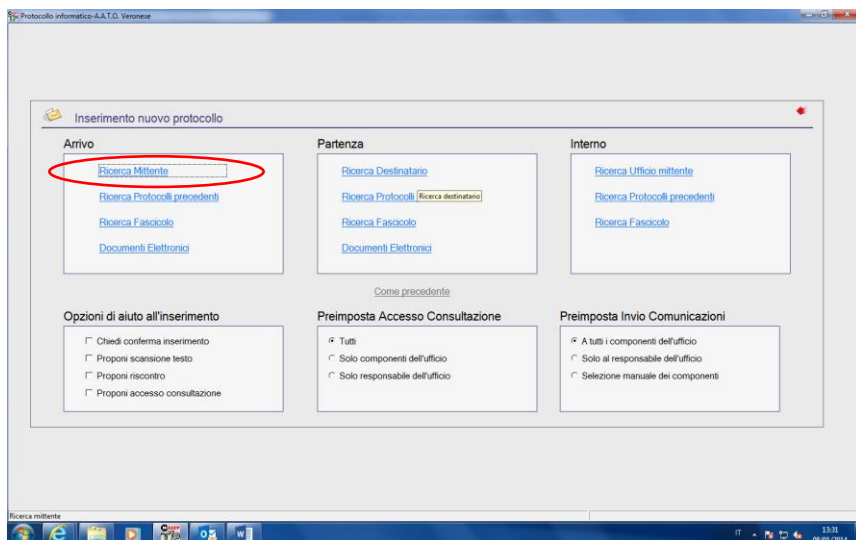 Protocollo informatico-A.A.T.O. Veronese
Inserimento nuovo protocollo
Arrivo
Ricerca Mittente
Ricerca Protocolli precedenti
Ricerca Fascicolo
Documenti Elettronici
Partenza
Ricerca Destinatario
Ricerca Protocolli
Ricerca destinatario
Ricerca Fascicolo
Documenti Elettronici
Interno
Ricerca Ufficio mittente
Ricerca Protocolli precedenti
Ricerca Fascicolo
Come precedente
Opzioni di aiuto all'inserimento
Chiedi conferma inserimento
Proponi scansione testo
Proponi riscontro
Proponi accesso consultazione
Preimposta Accesso Consultazione
Tutti
Solo componenti dell'ufficio
Solo responsabile dell'ufficio
Preimposta Invio Comunicazioni
A tutti i componenti dell'ufficio
Solo al responsabile dell'ufficio
Selezione manuale dei componenti
Ricerca mittente
IT
13:31